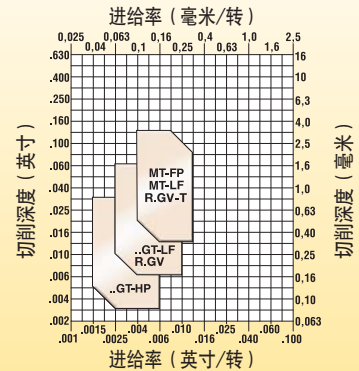 进给率（毫米/转）
0,025 0,063 0,16 0,4 1,0 2,5
0,04 0,1 0,25 0,63 1,6
切削深度（英寸）
.630
.400
.250
.160
.100
.060
.040
.025
.016
.010
.006
.004
.002
切削深度（毫米）
16
10
6,3
4,0
2,5
1,6
1,0
0,63
0,40
0,25
0,16
0,10
0,063
MT-FP
MT-LF
R.GV-T
..GT-LF
R.GV
..GT-HP
.001 .0025 .006 .016 .040 .100
.0015 .004 .010 .025 .060
进给率（英寸/转）